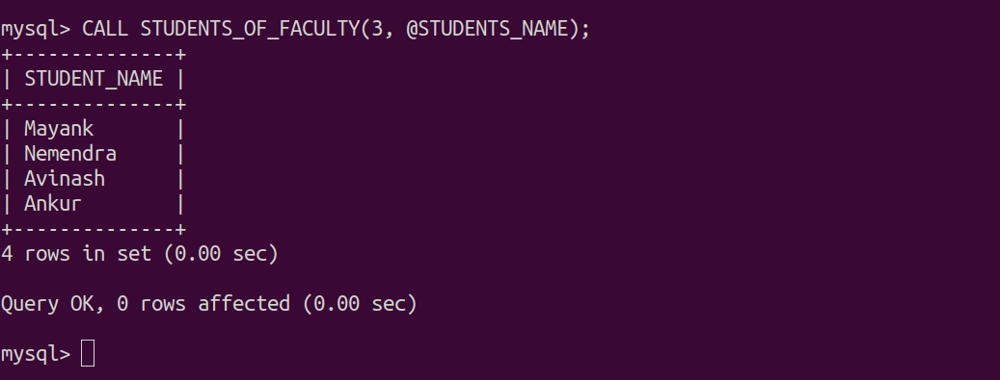 mysql> CALL STUDENTS_OF_FACULTY(3, @STUDENTS_NAME);
+--------------+
| STUDENT_NAME |
+--------------+
| Mayank       |
| Nemendra     |
| Avinash      |
| Ankur        |
+--------------+
4 rows in set (0.00 sec)
Query OK, 0 rows affected (0.00 sec)
mysql>